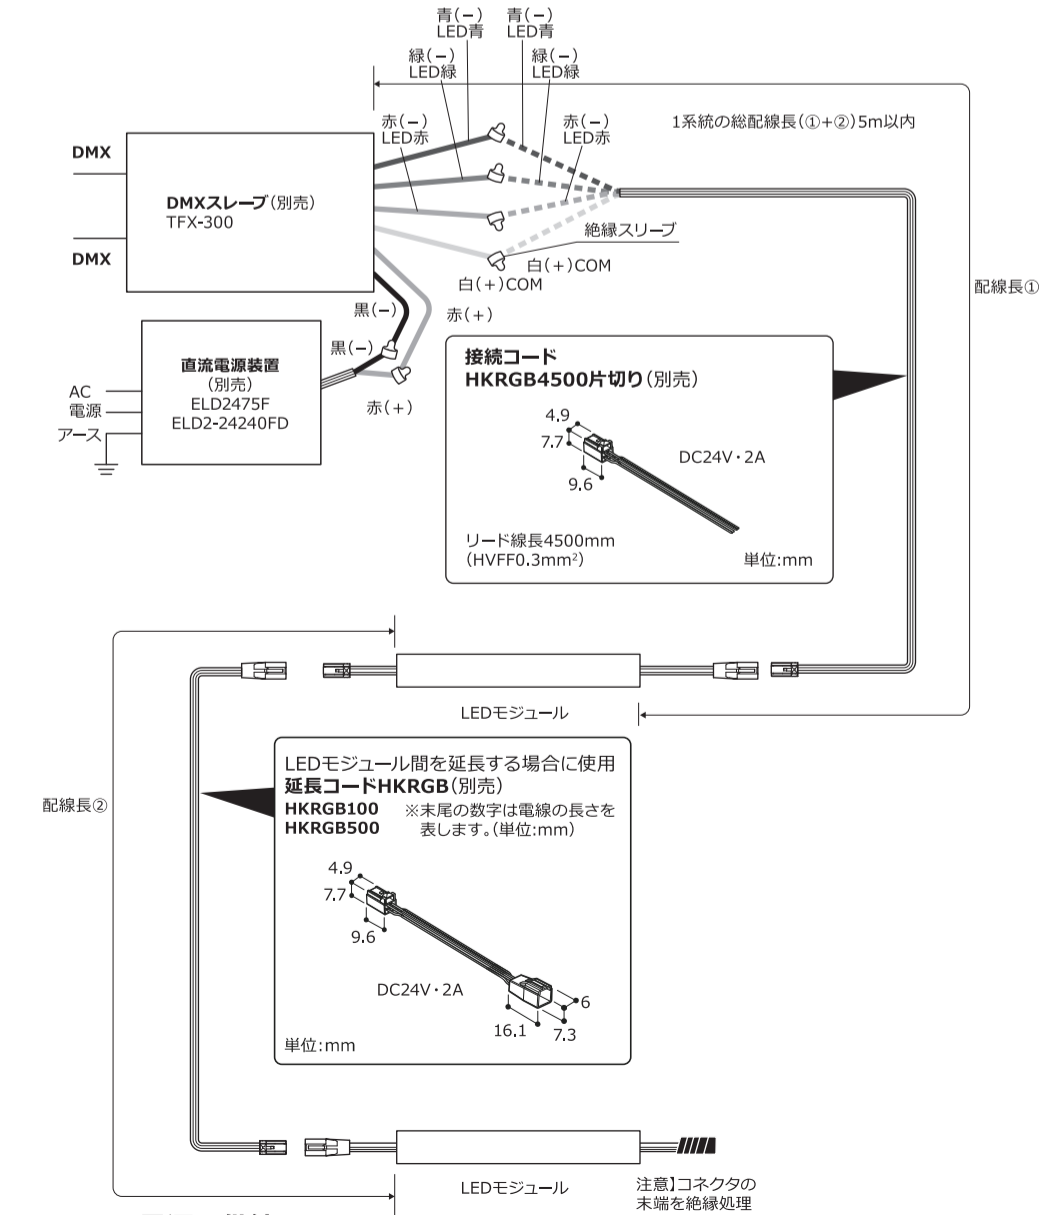 青(−)
LED青
青(−)
LED青
緑(−)
LED緑
緑(−)
LED緑
赤(−)
LED赤
赤(−)
LED赤
1系統の総配線長(①+②)5m以内
DMX
DMXスレーブ(別売)
TFX-300
DMX
絶縁スリーブ
白(+)COM
白(+)COM
配線長①
黒(−)
赤(+)
黒(−)
赤(+)
直流電源装置
(別売)
ELD2475F
ELD2-24240FD
AC
電源
アース
接続コード
HKRGB4500片切り(別売)
4.9
7.7
9.6
DC24V・2A
リード線長4500mm
(HVFF0.3mm²)
単位:mm
LEDモジュール
配線長②
LEDモジュール間を延長する場合に使用
延長コードHKRGB(別売)
HKRGB100
HKRGB500
※末尾の数字は電線の長さを
表します。(単位:mm)
4.9
7.7
9.6
DC24V・2A
6
16.1
7.3
単位:mm
LEDモジュール
注意】コネクタの
末端を絶縁処理